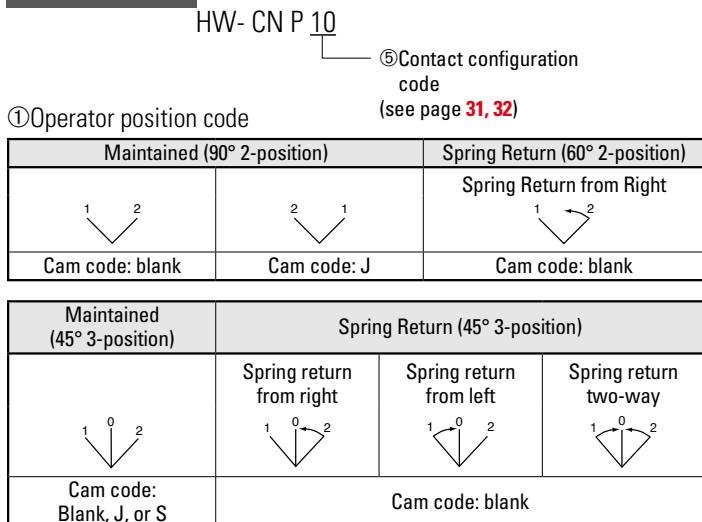 HW- CN P 10
⑤Contact configuration
code
(see page 31, 32)
①Operator position code
Maintained (90° 2-position) Spring Return (60° 2-position)
Spring Return from Right
1 2 2 1 1 2
Cam code: blank Cam code: J Cam code: blank
Maintained
(45° 3-position)
Spring Return (45° 3-position)
Spring return
from right
Spring return
from left
Spring return
two-way
1 0 2 1 0 2 1 0 2 1 0 2
Cam code:
Blank, J, or S
Cam code: blank